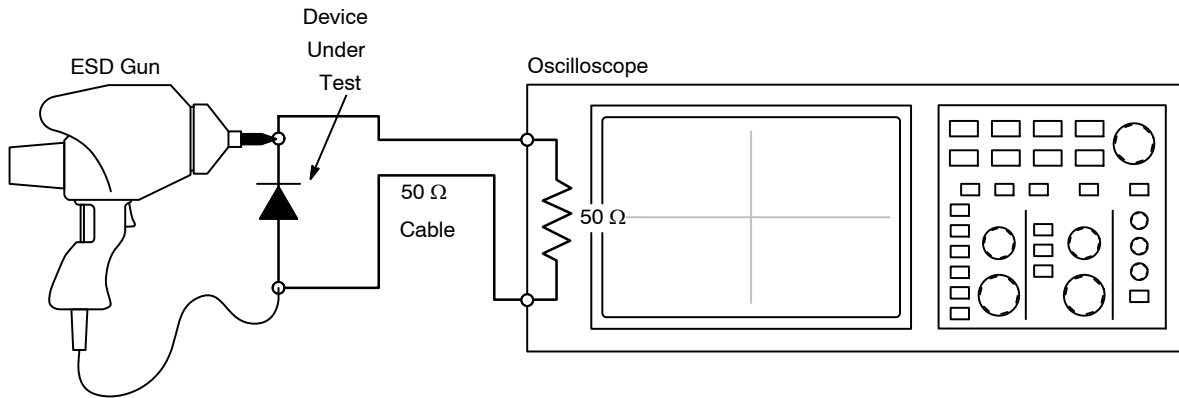 Device
Under
Test
ESD Gun
Oscilloscope
50 Ω
Cable
50 Ω